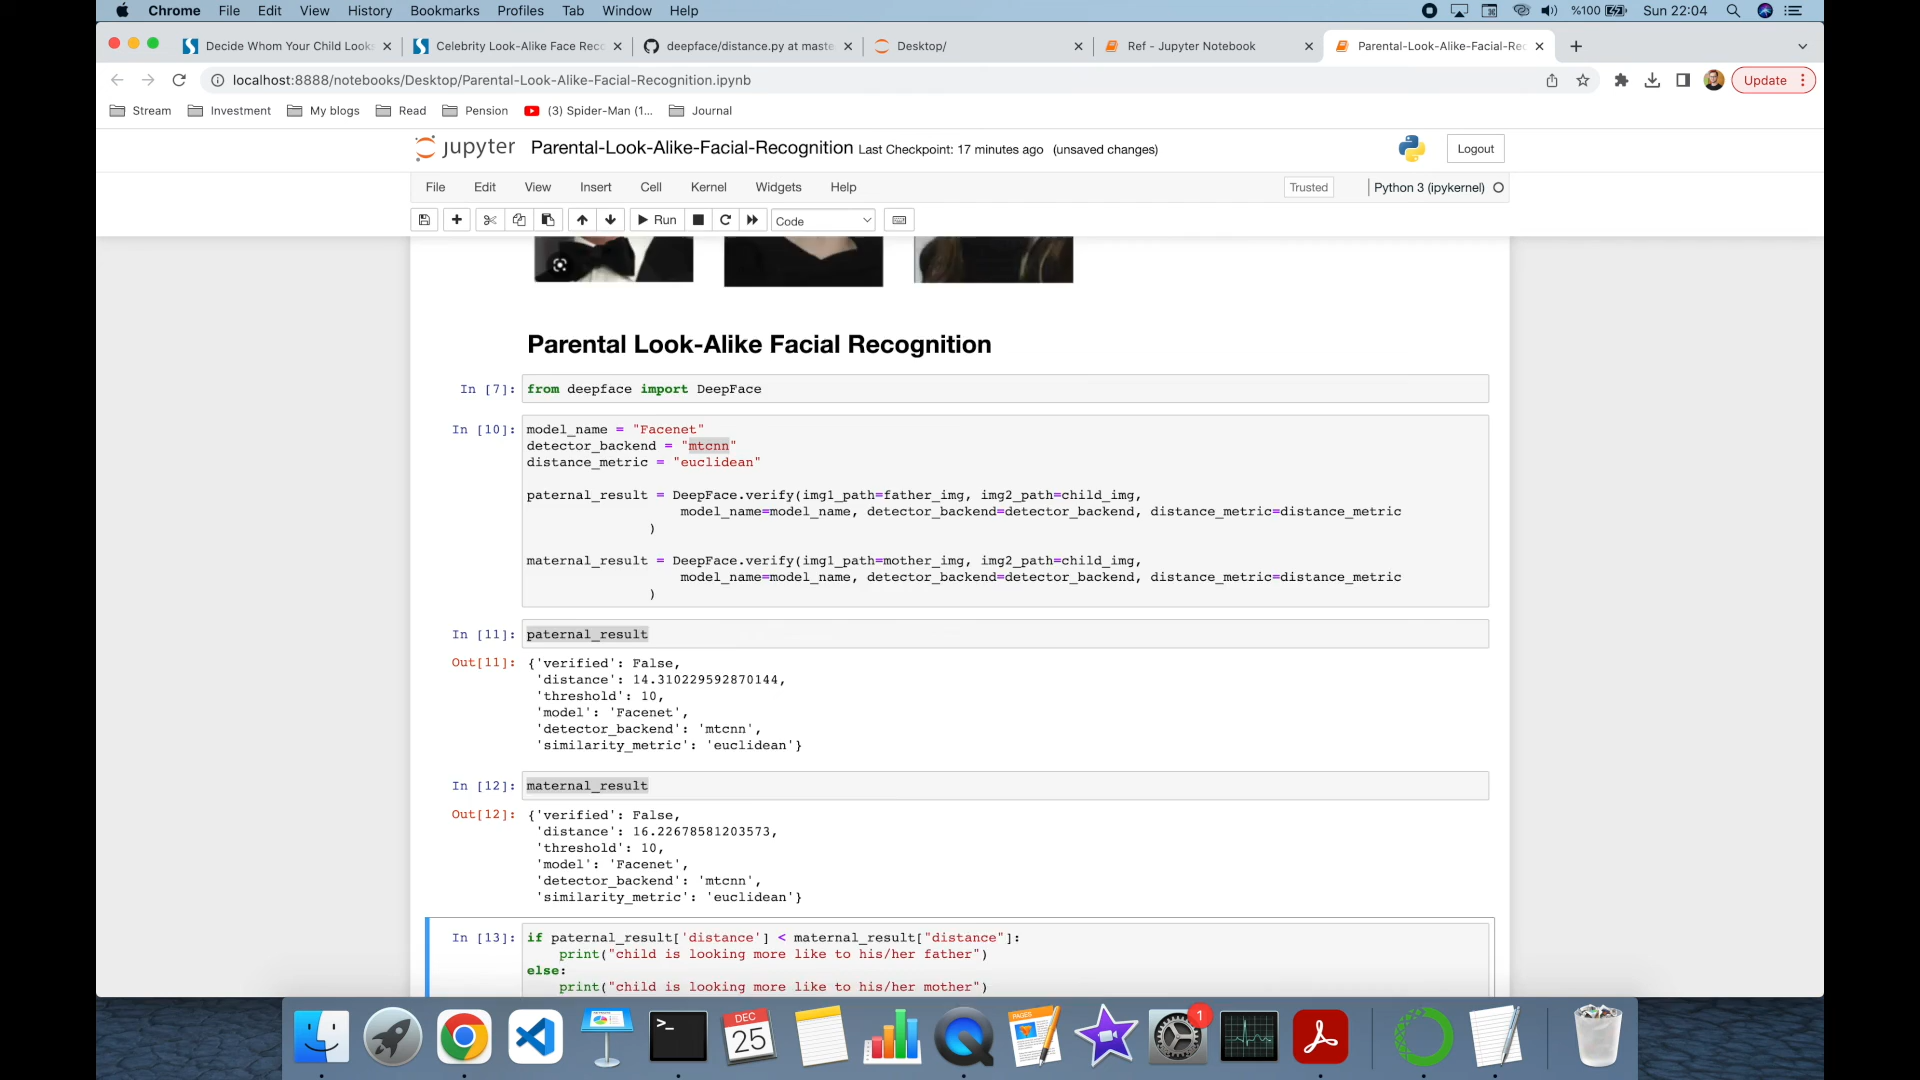 Chrome File Edit View History Bookmarks Profiles Tab Window Help %100 Sun 22:04
Decide Whom Your Child Look
Celebrity Look-Alike Face Rec
deepface/distance.py at maste
Desktop/
Ref - Jupyter Notebook
Parental-Look-Alike-Facial-Re
localhost:8888/notebooks/Desktop/Parental-Look-Alike-Facial-Recognition.ipynb
Update
Stream Investment My blogs Read Pension (3) Spider-Man (1... Journal
jupyter Parental-Look-Alike-Facial-Recognition Last Checkpoint: 17 minutes ago (unsaved changes)
Logout
File Edit View Insert Cell Kernel Widgets Help
Trusted Python 3 (ipykernel)
Run Code
Parental Look-Alike Facial Recognition
In [7]: from deepface import DeepFace
In [10]: model_name = "Facenet"
detector_backend = "mtcnn"
distance_metric = "euclidean"
paternal_result = DeepFace.verify(img1_path=father_img, img2_path=child_img,
model_name=model_name, detector_backend=detector_backend, distance_metric=distance_metric
)
maternal_result = DeepFace.verify(img1_path=mother_img, img2_path=child_img,
model_name=model_name, detector_backend=detector_backend, distance_metric=distance_metric
)
In [11]: paternal_result
Out[11]: {'verified': False,
'distance': 14.310229592870144,
'threshold': 10,
'model': 'Facenet',
'detector_backend': 'mtcnn',
'similarity_metric': 'euclidean'}
In [12]: maternal_result
Out[12]: {'verified': False,
'distance': 16.22678581203573,
'threshold': 10,
'model': 'Facenet',
'detector_backend': 'mtcnn',
'similarity_metric': 'euclidean'}
In [13]: if paternal_result['distance'] < maternal_result["distance"]:
print("child is looking more like to his/her father")
else:
print("child is looking more like to his/her mother")
DEC
25
PAGES
1